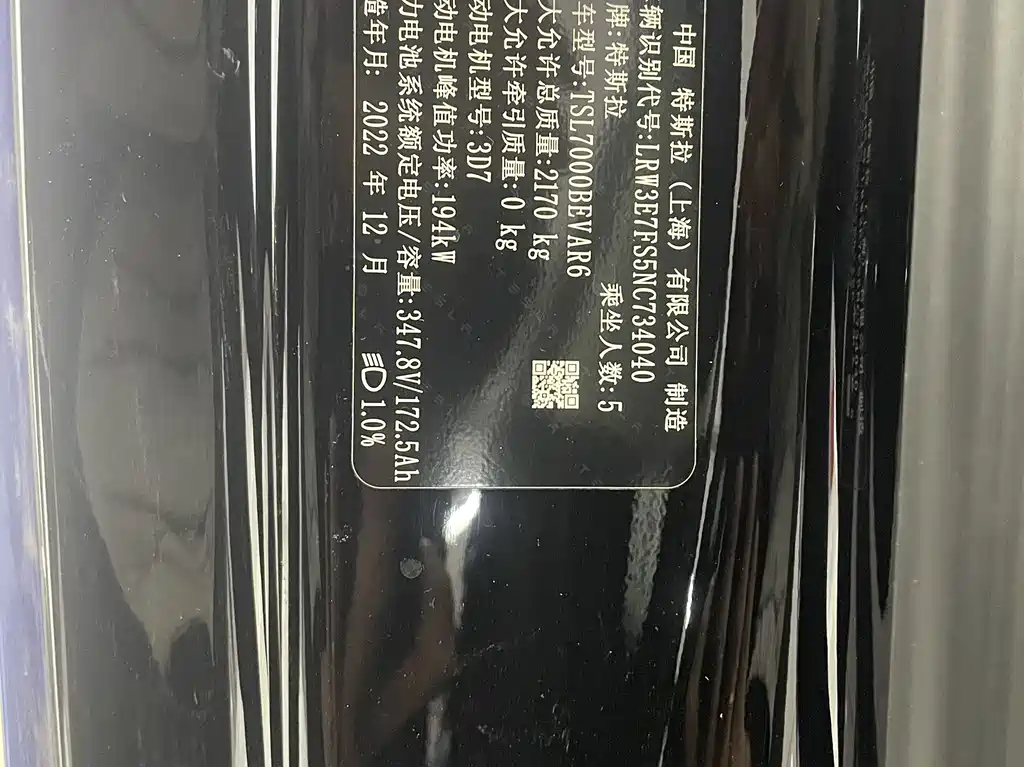 中国 特斯拉（上海）有限公司 制造
辆识别代号:LRW3E7FS5NC734040
牌:特斯拉 乘坐人数:5
车型号:TSL7000BEVAR6
大允许总质量:2170 kg
大允许牵引质量:0 kg
动电机型号:3D7
动电机峰值功率:194kW
力电池系统额定电压/容量:347.8V/172.5Ah
造年月: 2022 年 12 月 1.0%